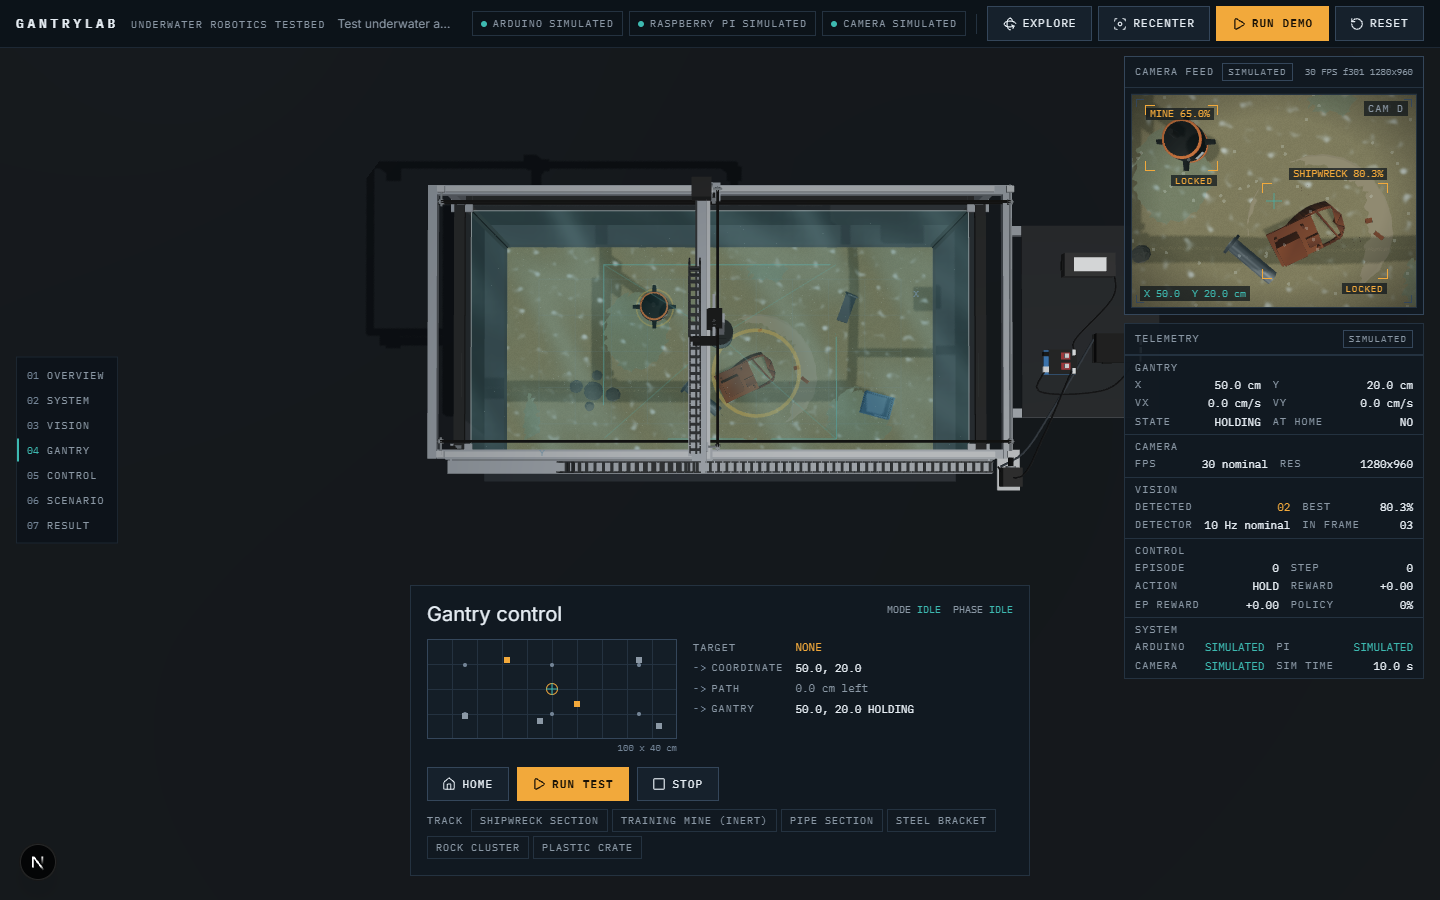 GANTRYLAB UNDERWATER ROBOTICS TESTBED Test underwater a... ARDUINO SIMULATED RASPBERRY PI SIMULATED CAMERA SIMULATED EXPLORE RECENTER RUN DEMO RESET
CAMERA FEED SIMULATED 30 FPS f301 1280x960
MINE 65.0% CAM D
LOCKED
SHIPWRECK 80.3%
LOCKED
X 50.0 Y 20.0 cm
TELEMETRY SIMULATED
GANTRY
X 50.0 cm Y 20.0 cm
VX 0.0 cm/s VY 0.0 cm/s
STATE HOLDING AT HOME NO
CAMERA
FPS 30 nominal RES 1280x960
VISION
DETECTED 02 BEST 80.3%
DETECTOR 10 Hz nominal IN FRAME 03
CONTROL
EPISODE 0 STEP 0
ACTION HOLD REWARD +0.00
EP REWARD +0.00 POLICY 0%
SYSTEM
ARDUINO SIMULATED PI SIMULATED
CAMERA SIMULATED SIM TIME 10.0 s
01 OVERVIEW
02 SYSTEM
03 VISION
04 GANTRY
05 CONTROL
06 SCENARIO
07 RESULT
Gantry control MODE IDLE PHASE IDLE
TARGET NONE
-> COORDINATE 50.0, 20.0
-> PATH 0.0 cm left
-> GANTRY 50.0, 20.0 HOLDING
100 x 40 cm
HOME RUN TEST STOP
TRACK SHIPWRECK SECTION TRAINING MINE (INERT) PIPE SECTION STEEL BRACKET
ROCK CLUSTER PLASTIC CRATE
N